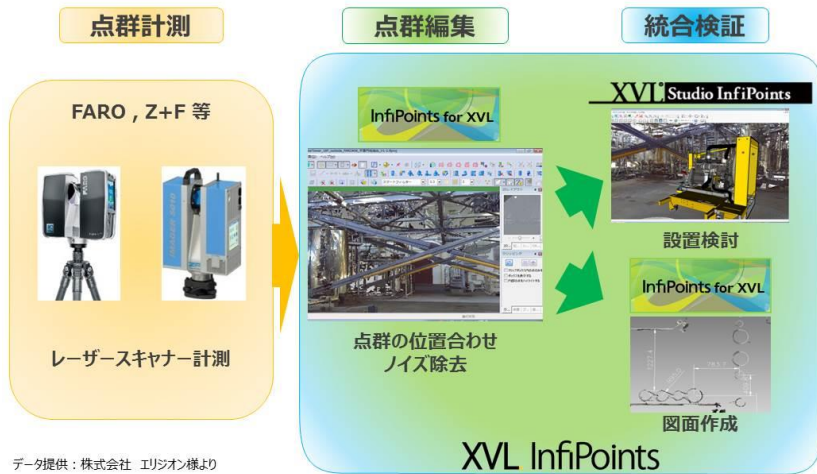 点群計測
点群編集
統合検証
FARO , Z+F 等
レーザースキャナー計測
InfiPoints for XVL
点群の位置合わせ
ノイズ除去
XVL Studio InfiPoints
設置検討
InfiPoints for XVL
図面作成
XVL InfiPoints
データ提供：株式会社 エリジオン様より